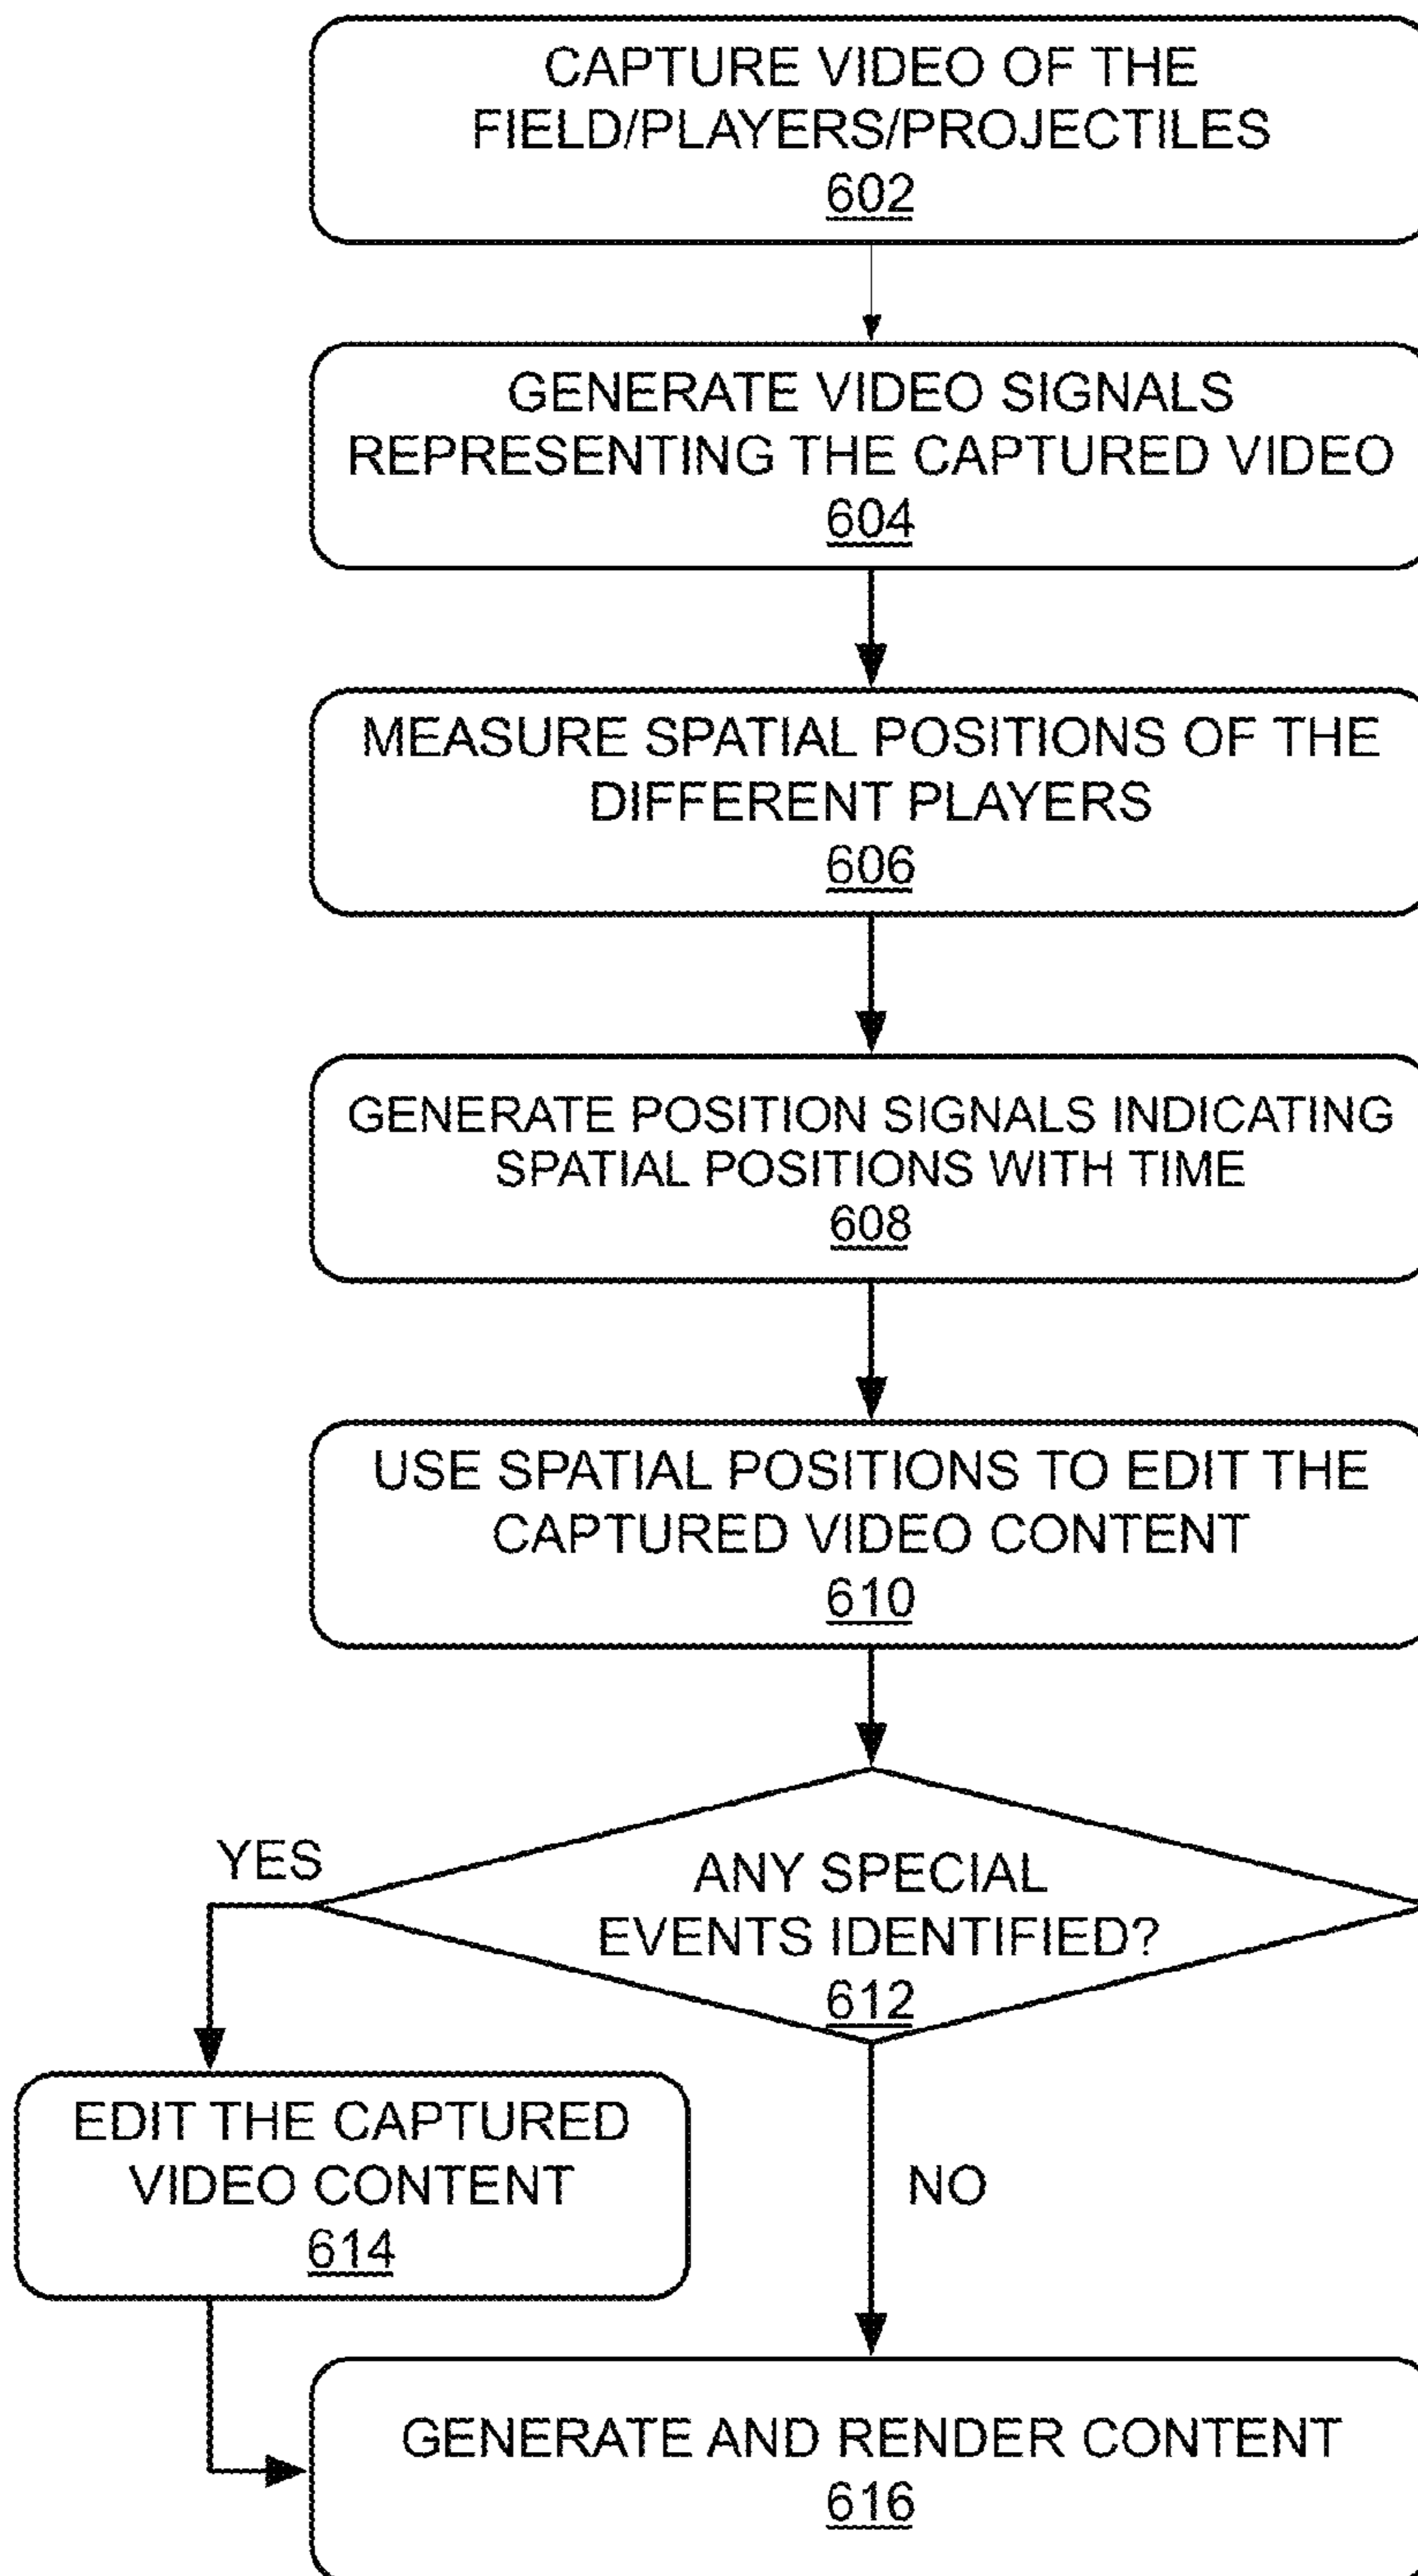 CAPTURE VIDEO OF THE
FIELD/PLAYERS/PROJECTILES
602
GENERATE VIDEO SIGNALS
REPRESENTING THE CAPTURED VIDEO
604
MEASURE SPATIAL POSITIONS OF THE
DIFFERENT PLAYERS
606
GENERATE POSITION SIGNALS INDICATING
SPATIAL POSITIONS WITH TIME
608
USE SPATIAL POSITIONS TO EDIT THE
CAPTURED VIDEO CONTENT
610
YES
ANY SPECIAL
EVENTS IDENTIFIED?
612
EDIT THE CAPTURED
VIDEO CONTENT
614
NO
GENERATE AND RENDER CONTENT
616